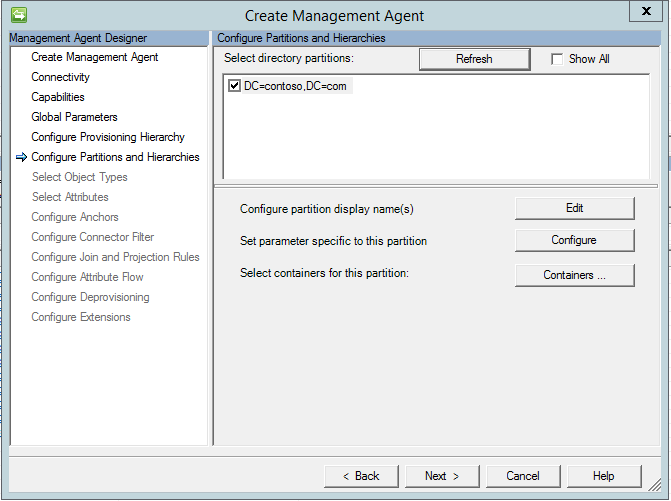 Create Management Agent
x
Management Agent Designer
Create Management Agent
Connectivity
Capabilities
Global Parameters
Configure Provisioning Hierarchy
Configure Partitions and Hierarchies
Select Object Types
Select Attributes
Configure Anchors
Configure Connector Filter
Configure Join and Projection Rules
Configure Attribute Flow
Configure Deprovisioning
Configure Extensions
Configure Partitions and Hierarchies
Select directory partitions: Refresh Show All
DC=contoso,DC=com
Configure partition display name(s) Edit
Set parameter specific to this partition Configure
Select containers for this partition: Containers ...
< Back Next > Cancel Help